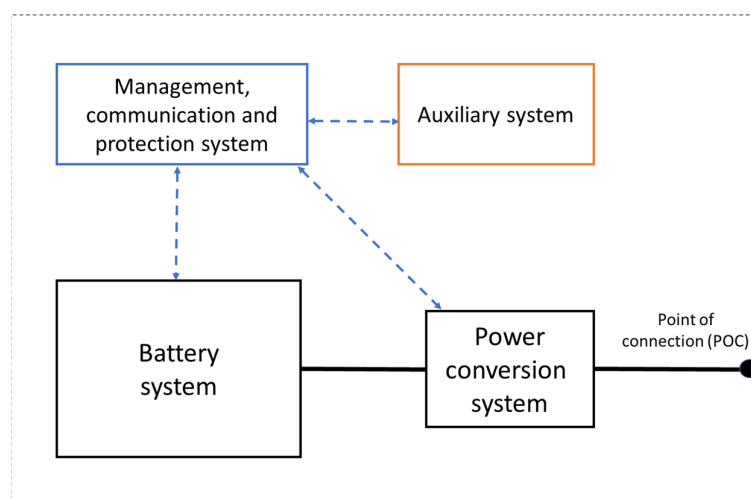 Management,
communication and
protection system
Auxiliary system
Battery
system
Power
conversion
system
Point of
connection (POC)